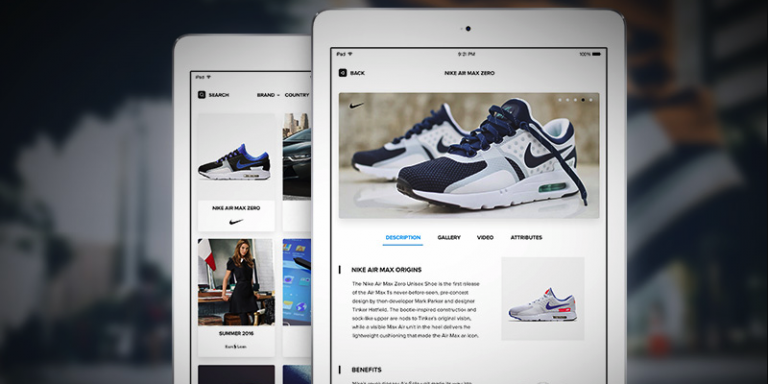 iPad
SEARCH
BRAND
COUNTRY
NIKE AIR MAX ZERO
SUMMER 2016
iPad
9:21 PM
100%
BACK
NIKE AIR MAX ZERO
DESCRIPTION
GALLERY
VIDEO
ATTRIBUTES
NIKE AIR MAX ORIGINS
The Nike Air Max Zero Unisex Shoe is the first release
of the Air Max 1's never-before-seen, pre-concept
design by then developer Mark Parker and designer
Tinker Hatfield. The bootie-inspired construction and
sock-like upper are nods to Tinker's original vision,
while a visible Max Air unit in the heel delivers the
lightweight cushioning that made the Air Max an icon.
BENEFITS